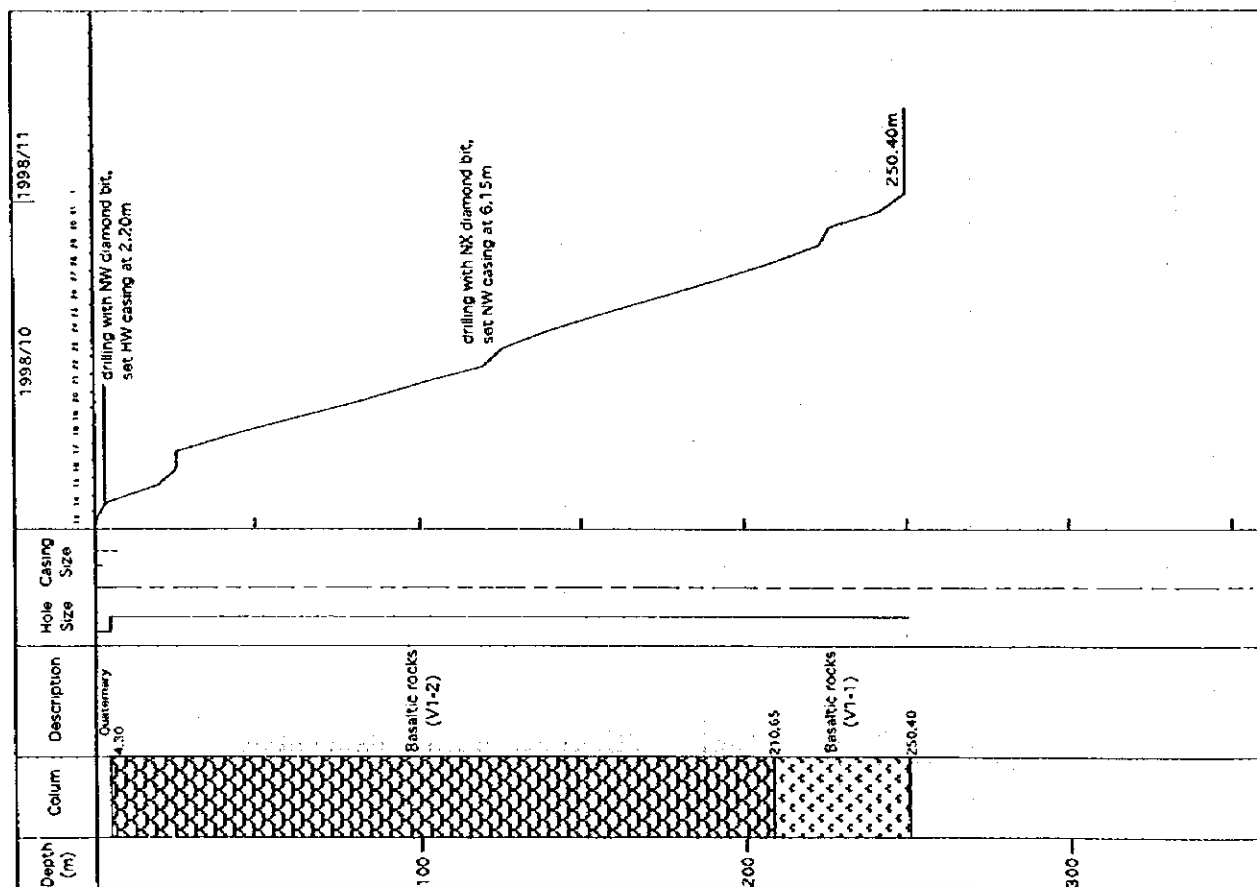 Depth
(m)
Colum
Description
Hole
Size
Casing
Size
1998/10
1998/11
Quaternary
4.30
Basaltic rocks
(V1-2)
210.65
Basaltic rocks
(V1-1)
250.40
drilling with NW diamond bit,
set HW casing at 2.20m
drilling with NX diamond bit,
set NW casing at 6.15m
250.40m
100
200
300